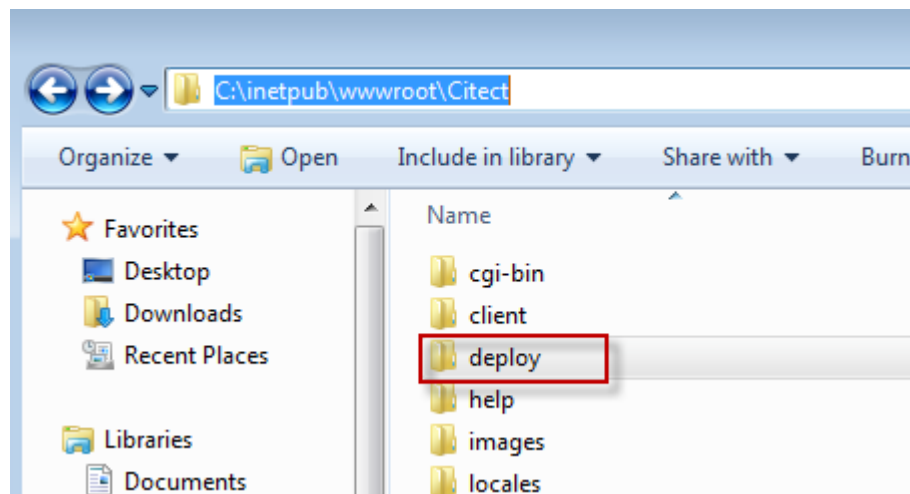 C:\inetpub\wwwroot\Citect
Organize Open Include in library Share with Burn
Favorites
Desktop
Downloads
Recent Places
Libraries
Documents
Name
cgi-bin
client
deploy
help
images
locales